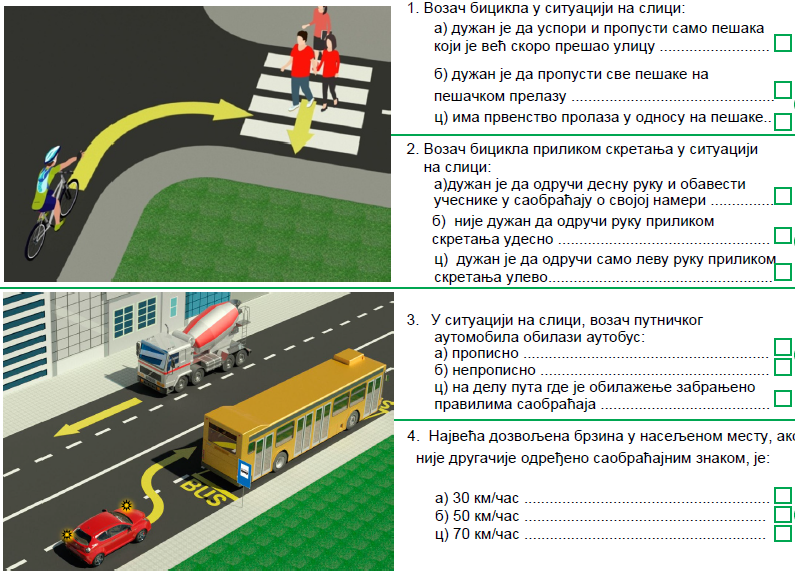 1. Возач бицикла у ситуацији на слици:
а) дужан је да успори и пропусти само пешака
који је већ скоро прешао улицу ..........................
б) дужан је да пропусти све пешаке на
пешачком прелазу ................................................
ц) има првенство пролаза у односу на пешаке..
2. Возач бицикла приликом скретања у ситуацији
на слици:
а)дужан је да одручи десну руку и обавести
учеснике у саобраћају о својој намери ...............
б) није дужан да одручи руку приликом
скретања удесно ..................................................
ц) дужан је да одручи само леву руку приликом
скретања улево.....................................................
3. У ситуацији на слици, возач путничког
аутомобила обилази аутобус:
а) прописно ..........................................................
б) непрописно ......................................................
ц) на делу пута где је обилажење забрањено
правилима саобраћаја ........................................
BUS
4. Највећа дозвољена брзина у насељеном месту, ако
није другачије одређено саобраћајним знаком, је:
а) 30 км/час ..........................................................
б) 50 км/час .........................................................
ц) 70 км/час .........................................................